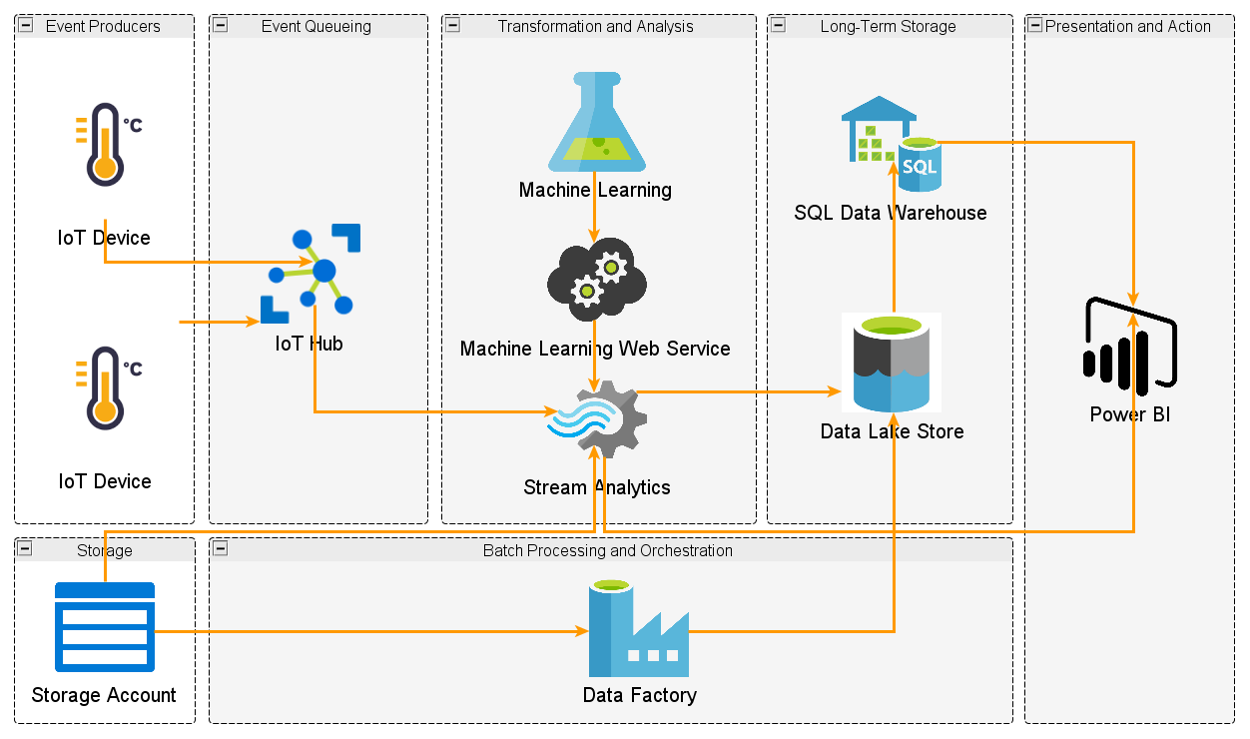 Event Producers
Event Queueing
Transformation and Analysis
Long-Term Storage
Presentation and Action
°C
IoT Device
°C
IoT Device
IoT Hub
Machine Learning
Machine Learning Web Service
Stream Analytics
SQL
SQL Data Warehouse
Data Lake Store
Power BI
Storage
Storage Account
Batch Processing and Orchestration
Data Factory